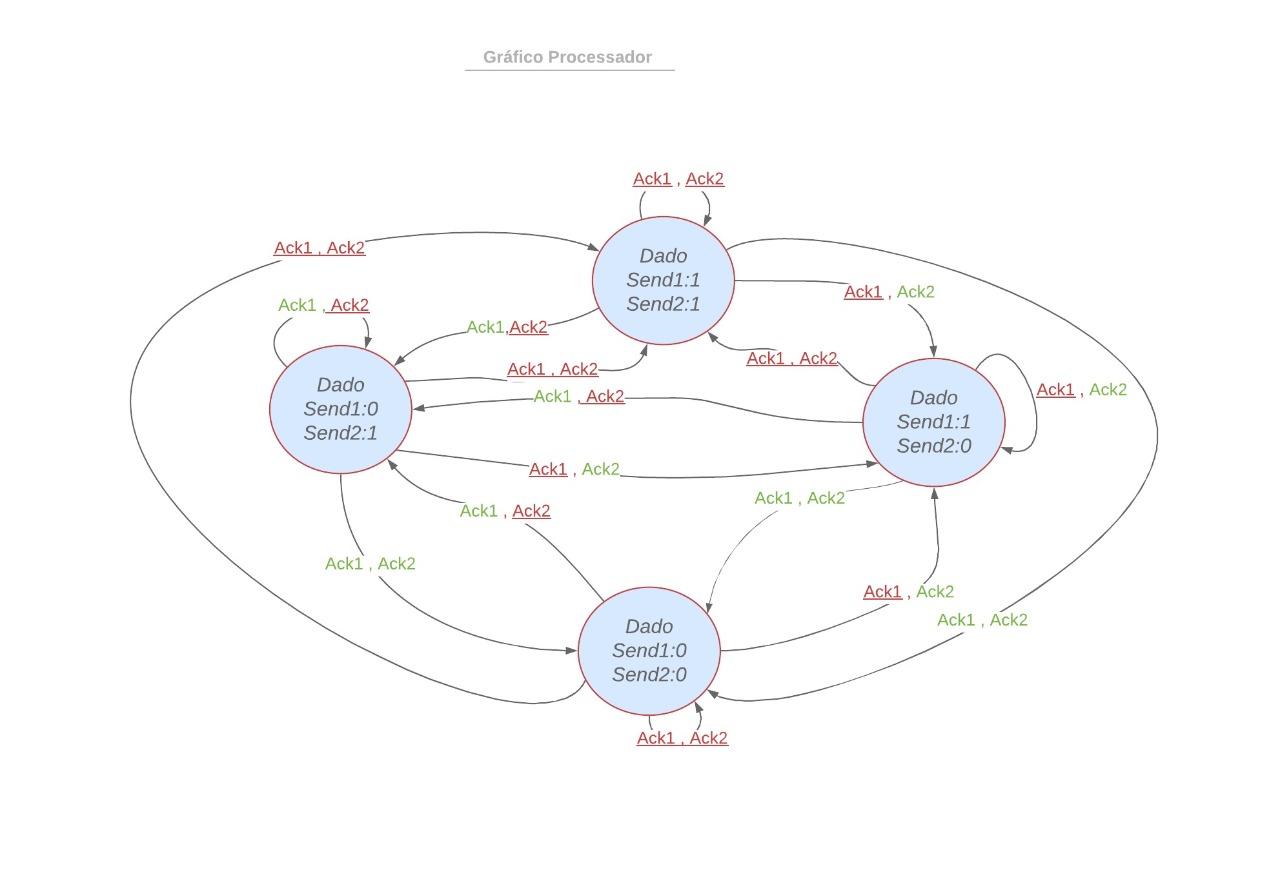 Gráfico Processador
Ack1 , Ack2
Ack1 , Ack2
Dado
Send1:1
Send2:1
Ack1 , Ack2
Ack1 , Ack2
Ack1,Ack2
Ack1 , Ack2
Ack1 , Ack2
Dado
Send1:0
Send2:1
Ack1 , Ack2
Dado
Send1:1
Send2:0
Ack1 , Ack2
Ack1 , Ack2
Ack1 , Ack2
Ack1 , Ack2
Ack1 , Ack2
Ack1 , Ack2
Ack1 , Ack2
Dado
Send1:0
Send2:0
Ack1 , Ack2